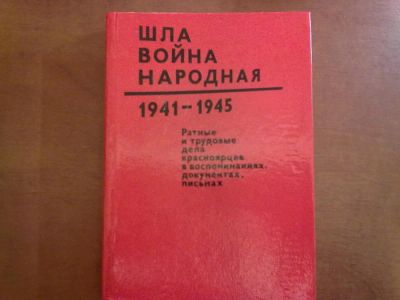 ШЛА
ВОЙНА
НАРОДНАЯ
1941-1945
Ратные
и трудовые
дела
красноярцев
в воспоминаниях,
документах,
письмах